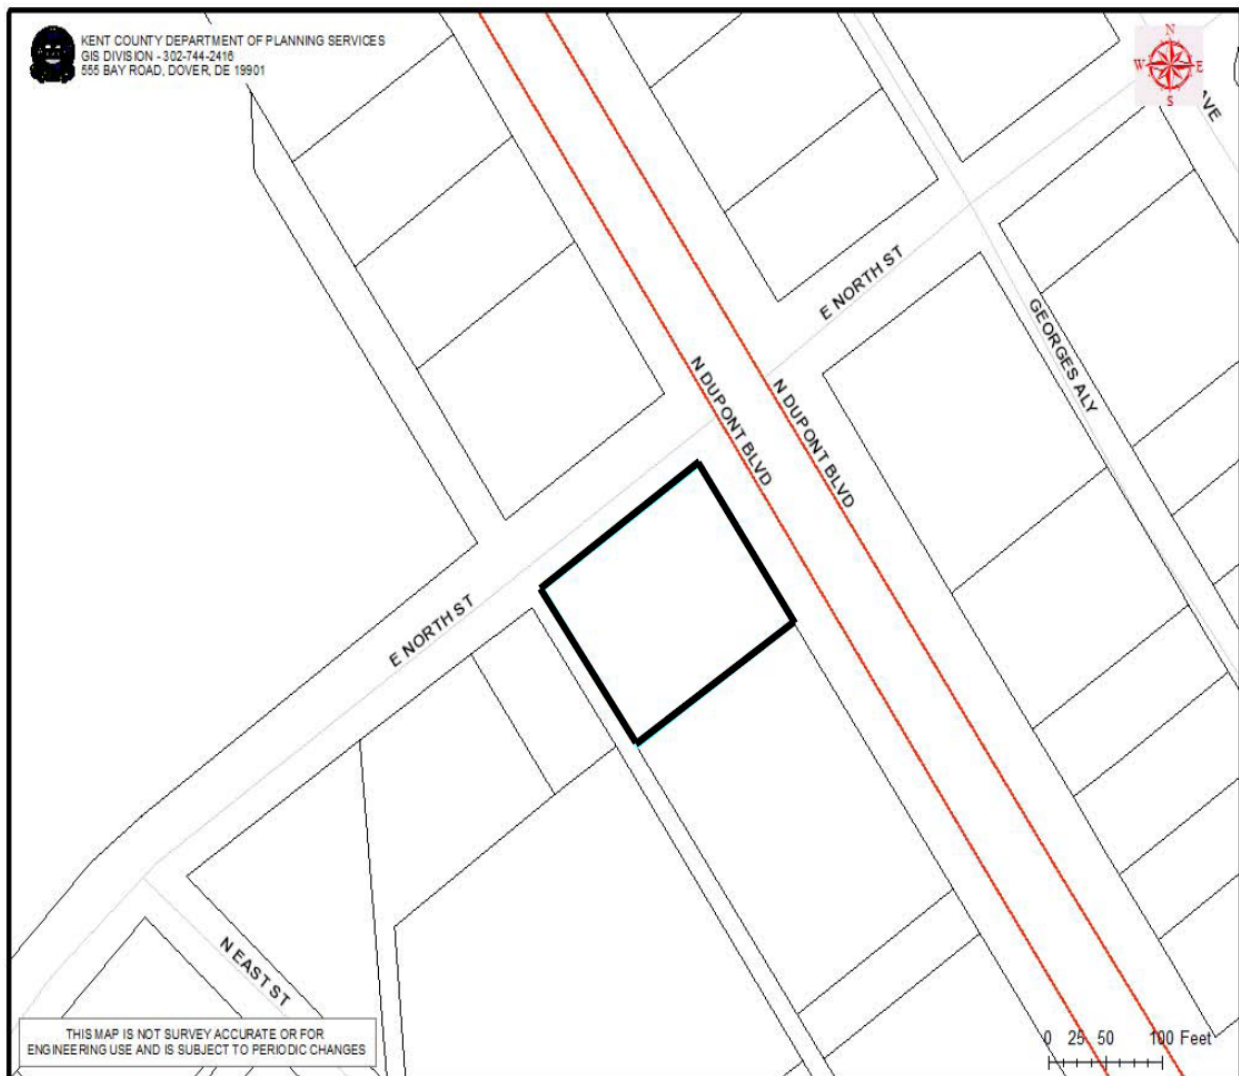 KENT COUNTY DEPARTMENT OF PLANNING SERVICES
GIS DIVISION - 302-744-2416
555 BAY ROAD, DOVER, DE 19901
N
W E
S
AVE
E NORTH ST
GEORGES ALY
N DUPONT BLVD
N DUPONT BLVD
E NORTH ST
N EAST ST
THIS MAP IS NOT SURVEY ACCURATE OR FOR
ENGINEERING USE AND IS SUBJECT TO PERIODIC CHANGES
0 25 50 100 Feet